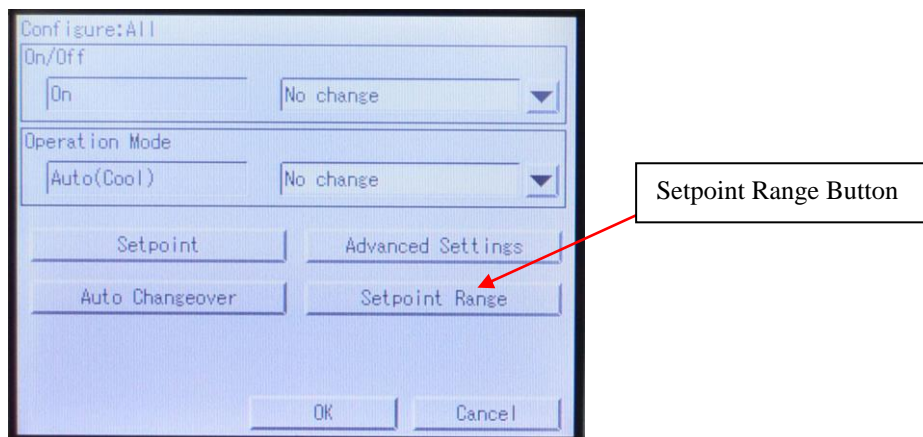 Configure:All
On/Off
On No change
Operation Mode
Auto(Cool) No change
Setpoint Advanced Settings
Auto Changeover Setpoint Range
OK Cancel
Setpoint Range Button